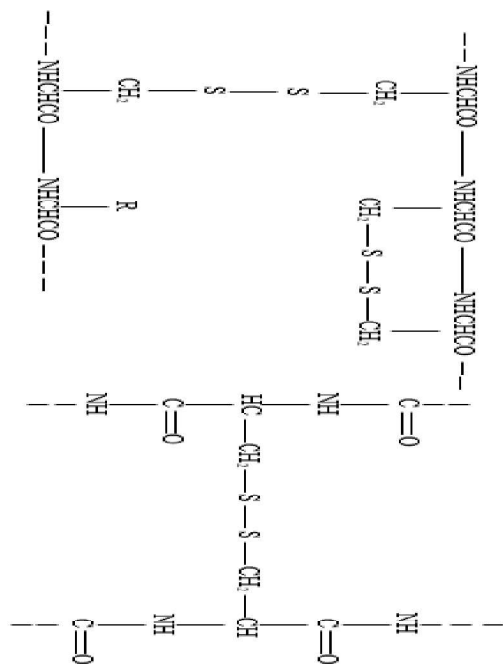 ---NHCHCO—NHCHCO—NHCHCO---
C=O NH
CH₂
CH₂—S—S—CH₂
NH C=O
S
HC—CH₂—S—S—CH₂—CH
S
C=O NH
CH₂ R
NH C=O
---NHCHCO—NHCHCO---